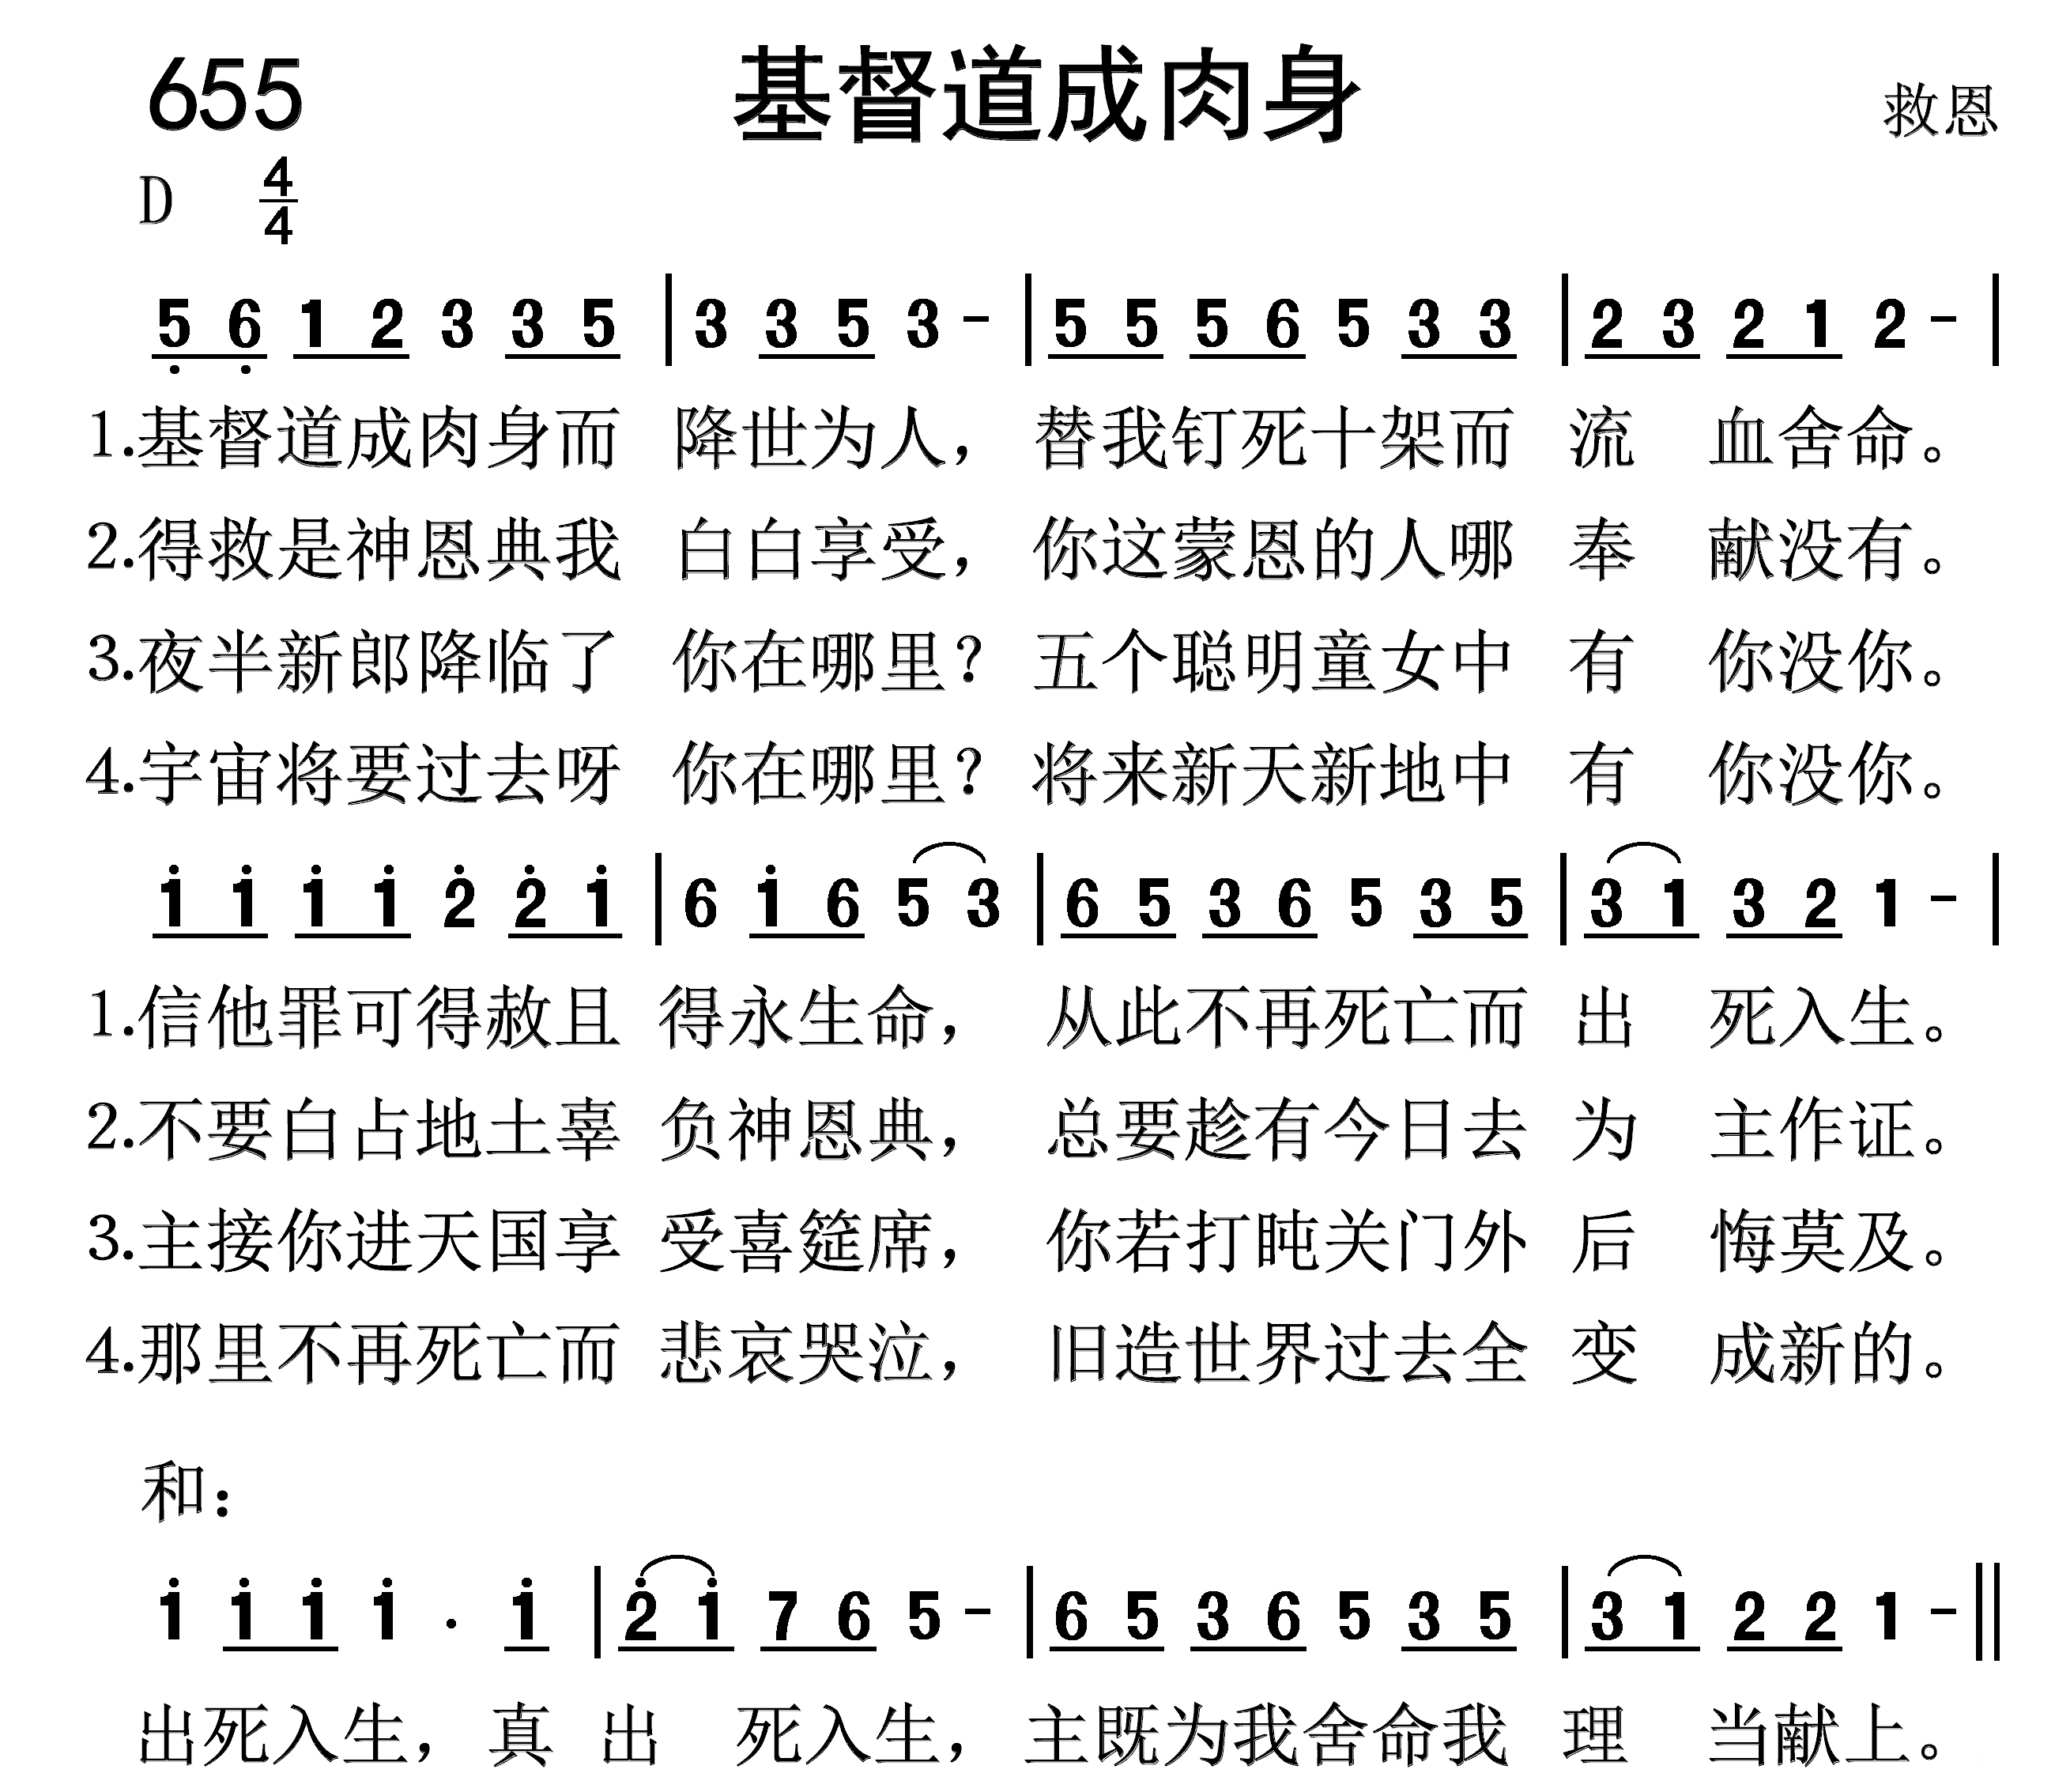 655 基督道成肉身 救恩
D 4/4
5̣ 6̣ 1 2 3 3 5 | 3 3 5 3 - | 5 5 5 6 5 3 3 | 2 3 2 1 2 - |
1.基督道成肉身而 降世为人，替我钉死十架而 流 血舍命。
2.得救是神恩典我 白白享受，你这蒙恩的人哪 奉 献没有。
3.夜半新郎降临了 你在哪里？五个聪明童女中 有 你没你。
4.宇宙将要过去呀 你在哪里？将来新天新地中 有 你没你。
i i i i 2̇ 2̇ i | 6 i 6 5 3 | 6 5 3 6 5 3 5 | 3 1 3 2 1 - |
1.信他罪可得赦且 得永生命，从此不再死亡而 出 死入生。
2.不要白占地土辜 负神恩典，总要趁有今日去 为 主作证。
3.主接你进天国享 受喜筵席，你若打盹关门外 后 悔莫及。
4.那里不再死亡而 悲哀哭泣，旧造世界过去全 变 成新的。
和：
i i i i . i | 2̇ i 7 6 5 - | 6 5 3 6 5 3 5 | 3 1 2 2 1 - ‖
出死入生，真 出 死入生，主既为我舍命我 理 当献上。